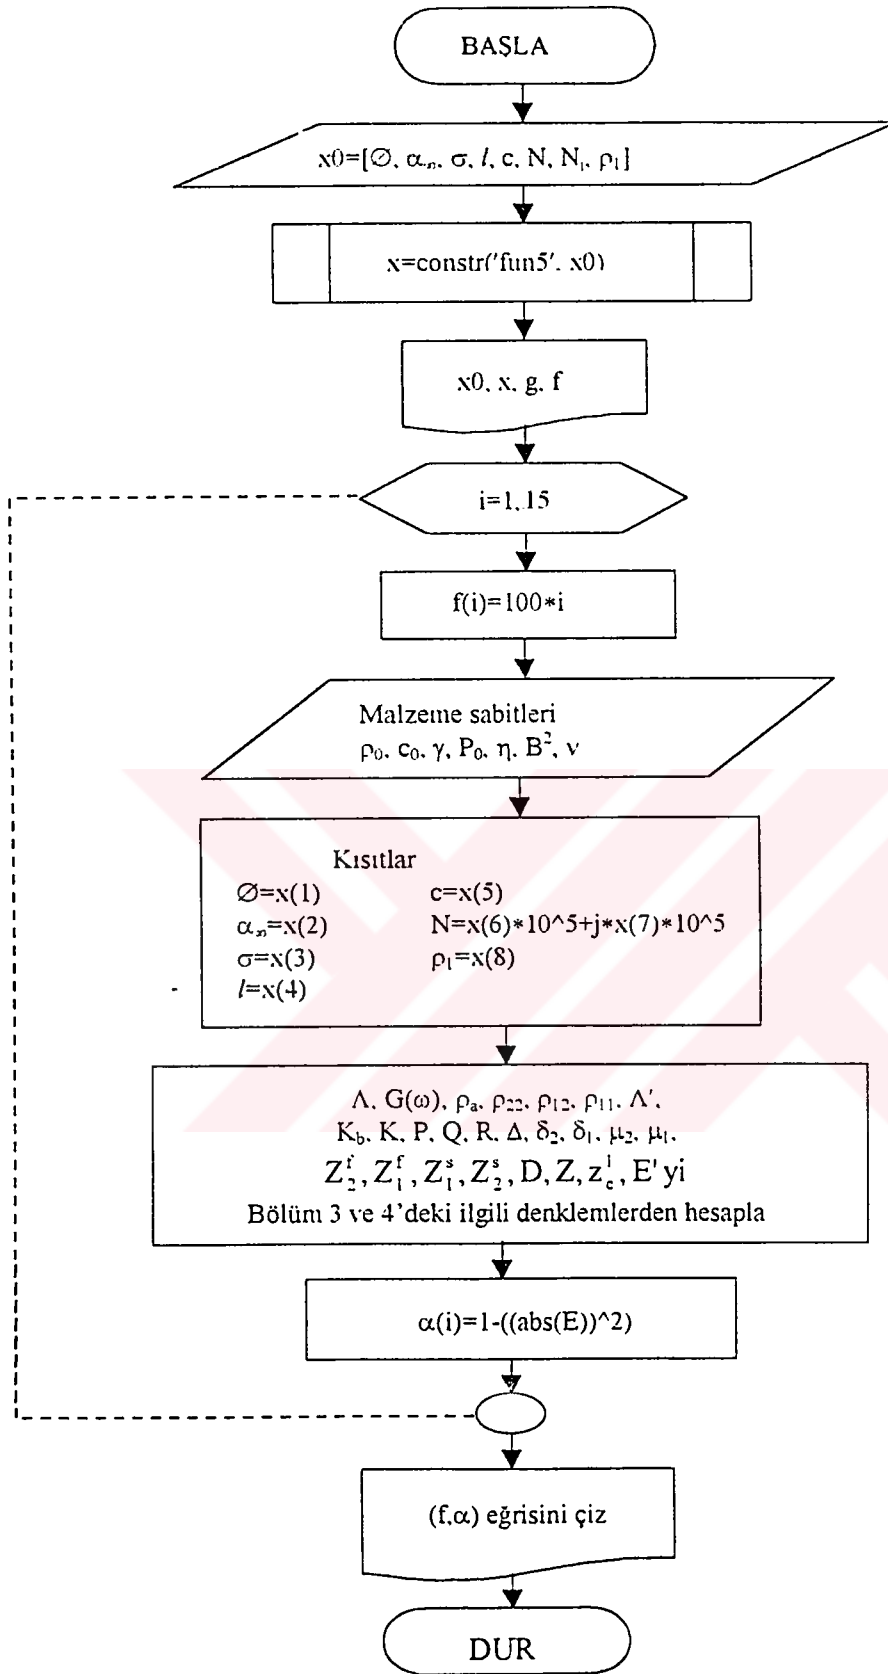 BAŞLA
x0=[∅, α∞, σ, l, c, N, N₁, ρ₁]
x=constr('fun5', x0)
x0, x, g, f
i=1,15
f(i)=100*i
Malzeme sabitleri
ρ₀, c₀, γ, P₀, η, B², ν
Kısıtlar
∅=x(1) c=x(5)
α∞=x(2) N=x(6)*10^5+j*x(7)*10^5
σ=x(3) ρ₁=x(8)
l=x(4)
Λ, G(ω), ρₐ, ρ₂₂, ρ₁₂, ρ₁₁, Λ',
K_b, K, P, Q, R, Δ, δ₂, δ₁, μ₂, μ₁,
Z₂ᶠ, Z₁ᶠ, Z₁ˢ, Z₂ˢ, D, Z, z_c^l, E' yi
Bölüm 3 ve 4'deki ilgili denklemlerden hesapla
α(i)=1-((abs(E))^2)
(f,α) eğrisini çiz
DUR